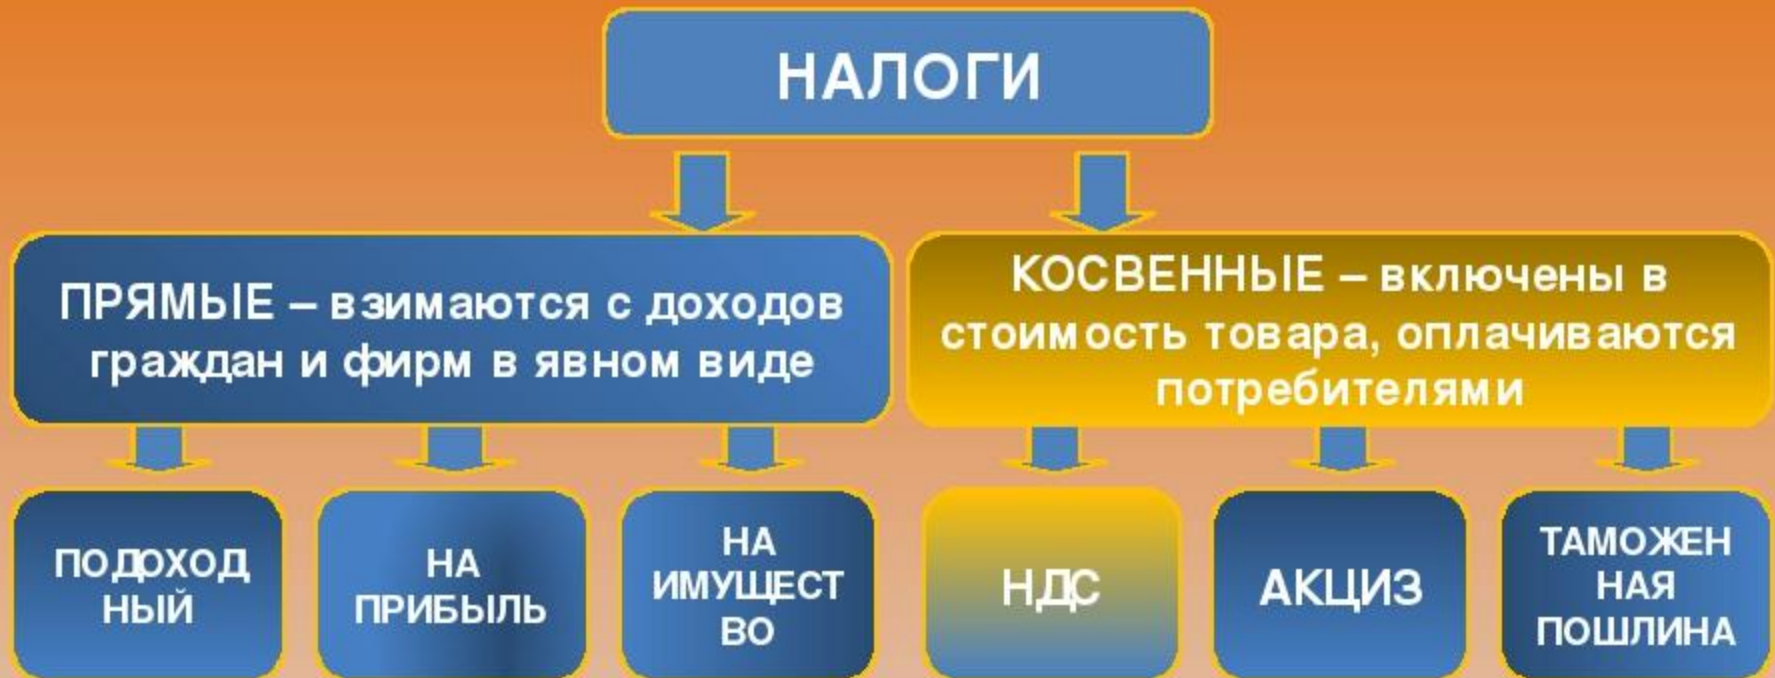 НАЛОГИ
ПРЯМЫЕ – взимаются с доходов
граждан и фирм в явном виде
КОСВЕННЫЕ – включены в
стоимость товара, оплачиваются
потребителями
ПОДОХОД
НЫЙ
НА
ПРИБЫЛЬ
НА
ИМУЩЕСТ
ВО
НДС
АКЦИЗ
ТАМОЖЕН
НАЯ
ПОШЛИНА